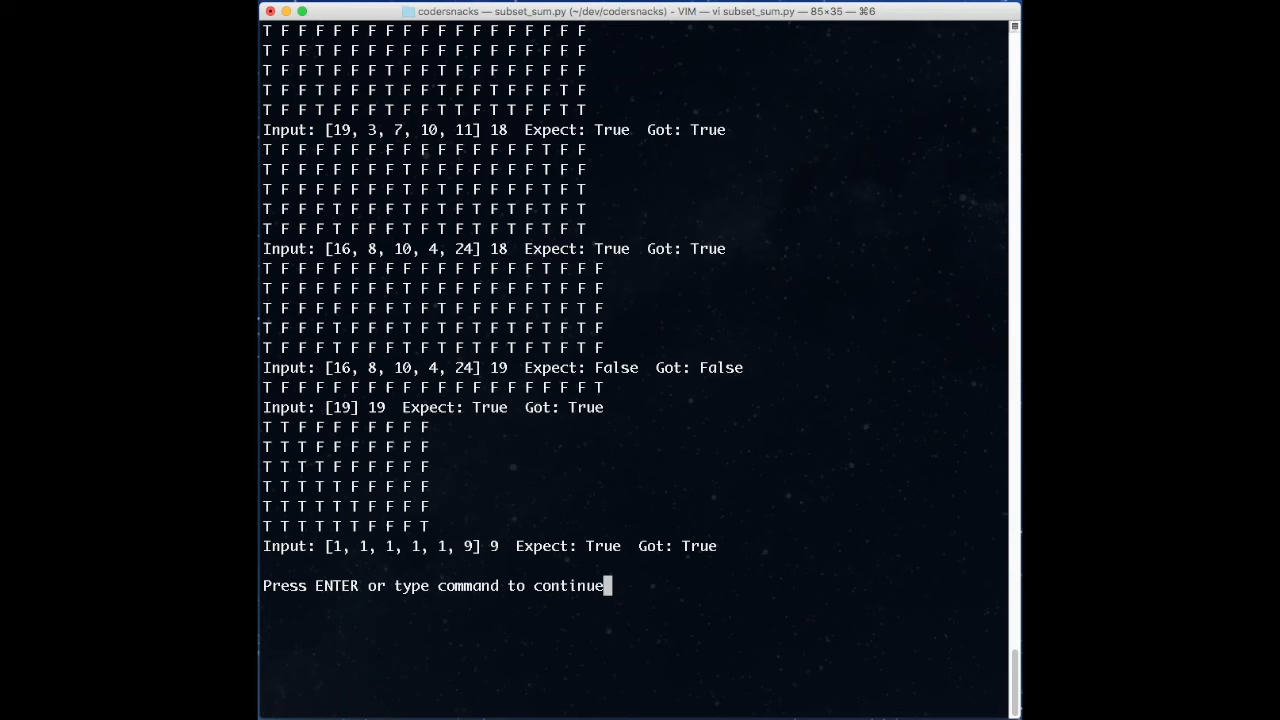 codersnacks — subset_sum.py (~/dev/codersnacks) - VIM — vi subset_sum.py — 85×35 — ⌘6
T F F F F F F F F F F F F F F F F F F
T F F T F F F F F F F F F F F F F F F
T F F T F F F T F F T F F F F F F F F
T F F T F F F T F F T F F T F F F T F
T F F T F F F T F F T T F T T F F T T
Input: [19, 3, 7, 10, 11] 18  Expect: True  Got: True
T F F F F F F F F F F F F F F F T F F
T F F F F F F F T F F F F F F F T F F
T F F F F F F F T F T F F F F F T F T
T F F F T F F F T F T F T F T F T F T
T F F F T F F F T F T F T F T F T F T
Input: [16, 8, 10, 4, 24] 18  Expect: True  Got: True
T F F F F F F F F F F F F F F F T F F F
T F F F F F F F T F F F F F F F T F F F
T F F F F F F F T F T F F F F F T F T F
T F F F T F F F T F T F T F T F T F T F
T F F F T F F F T F T F T F T F T F T F
Input: [16, 8, 10, 4, 24] 19  Expect: False  Got: False
T F F F F F F F F F F F F F F F F F F T
Input: [19] 19  Expect: True  Got: True
T T F F F F F F F F
T T T F F F F F F F
T T T T F F F F F F
T T T T T F F F F F
T T T T T T F F F F
T T T T T T F F F T
Input: [1, 1, 1, 1, 1, 9] 9  Expect: True  Got: True
Press ENTER or type command to continue